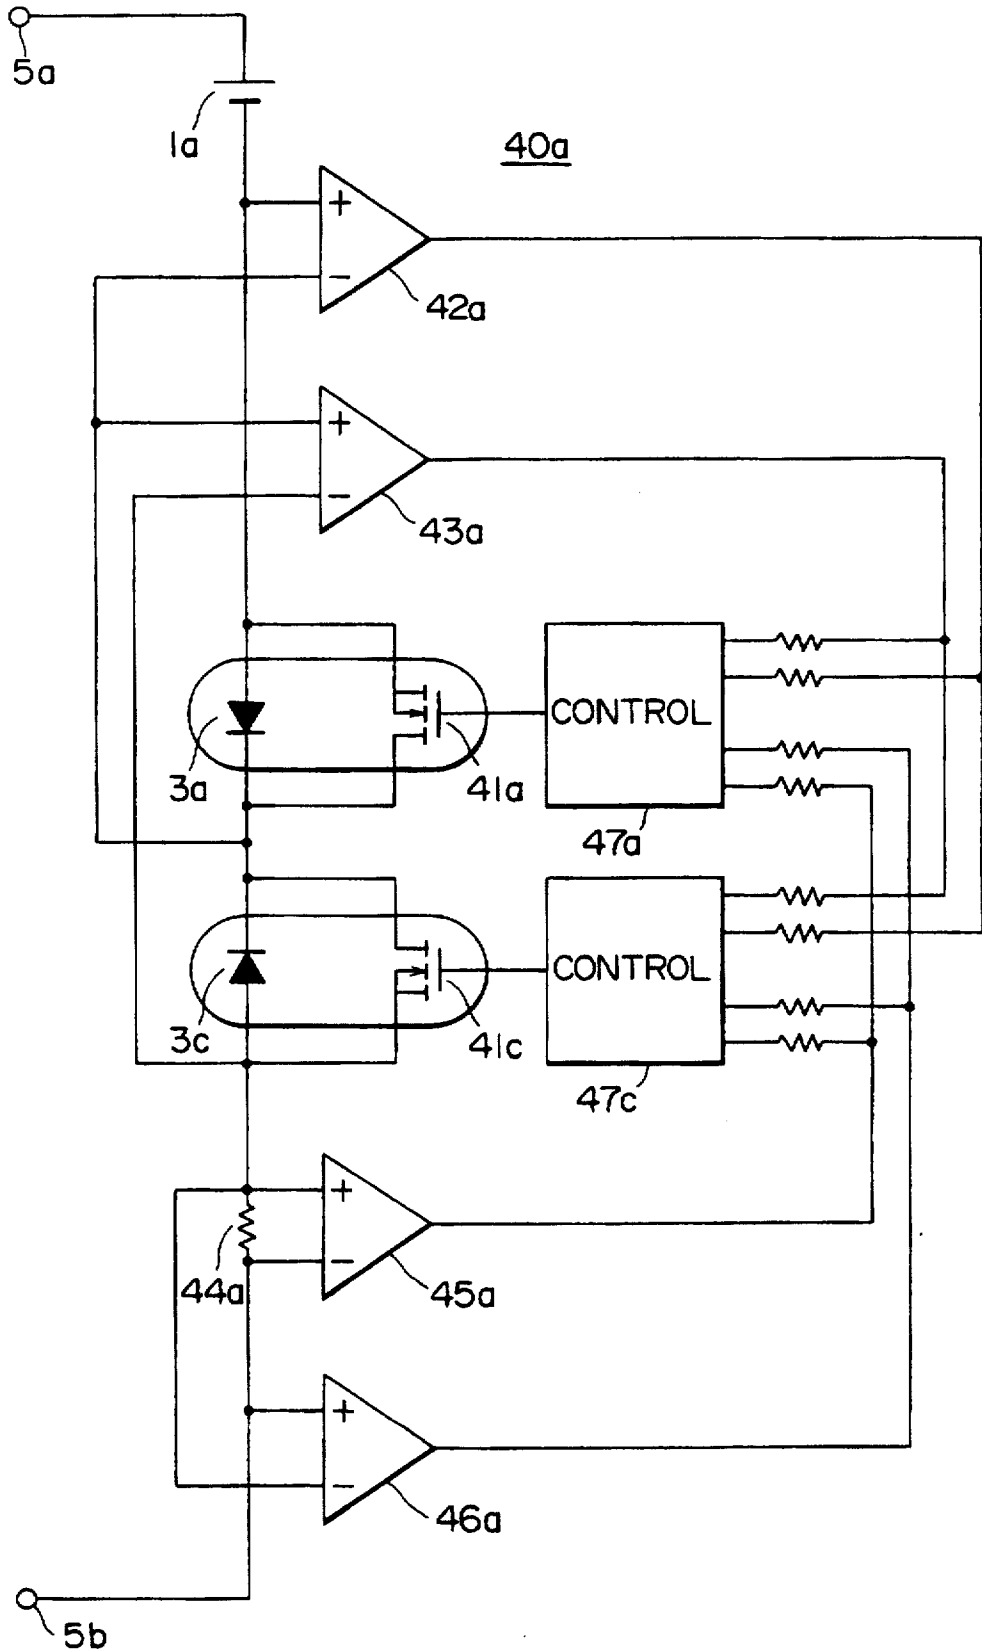 5a
1a
40a
+
−
42a
+
−
43a
CONTROL
3a
41a
47a
CONTROL
3c
41c
47c
+
−
44a
45a
+
−
46a
5b